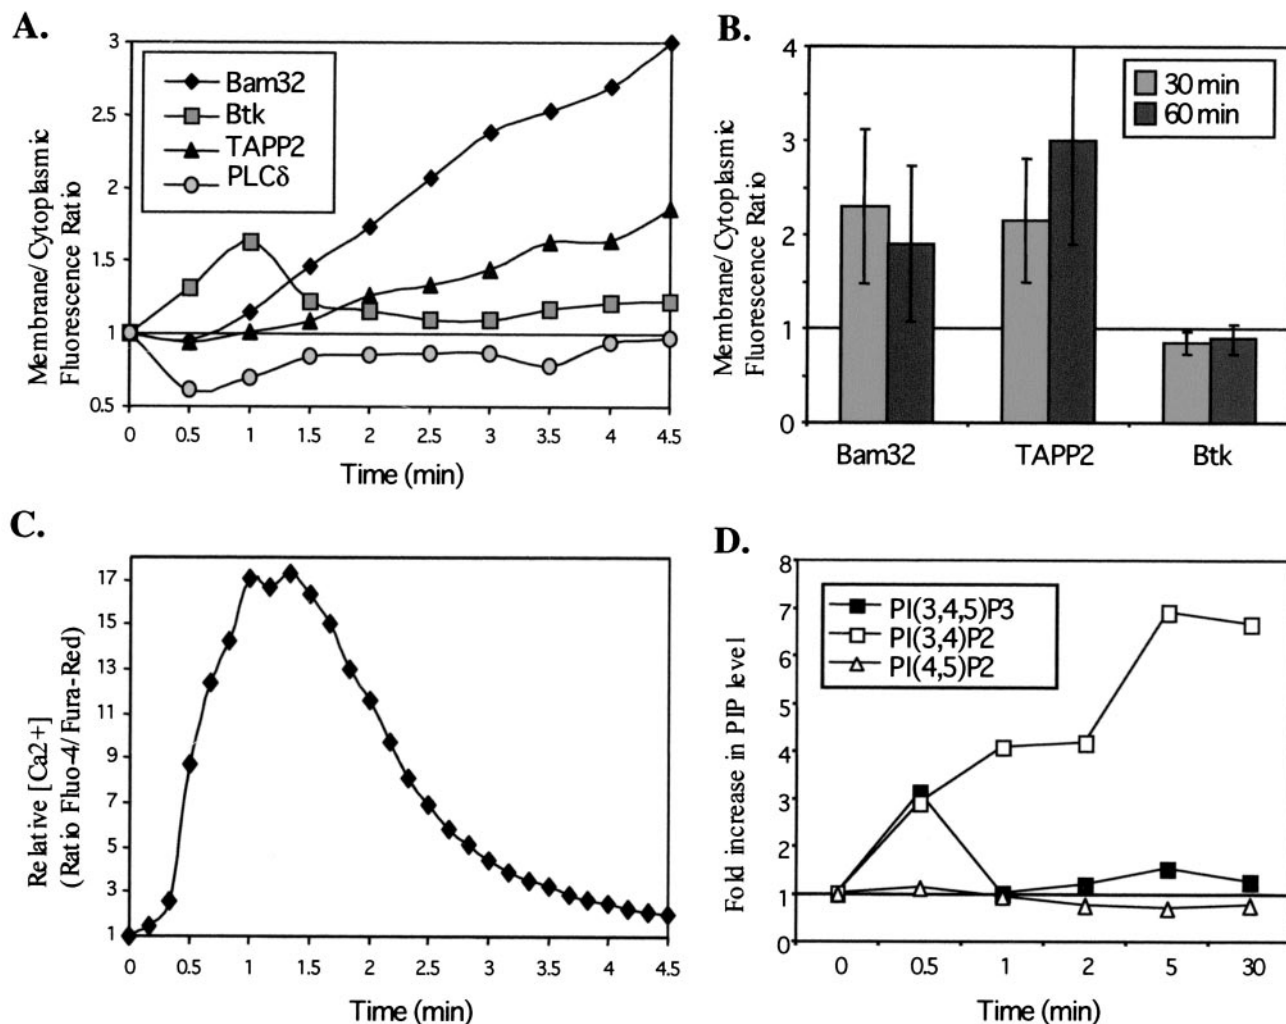 A.
3
2.5
2
1.5
1
0.5
Membrane/Cytoplasmic
Fluorescence Ratio
Bam32
Btk
TAPP2
PLCδ
0 0.5 1 1.5 2 2.5 3 3.5 4 4.5
Time (min)
B.
4
3
2
1
0
Membrane/Cytoplasmic
Fluorescence Ratio
30 min
60 min
Bam32 TAPP2 Btk
C.
17
15
13
11
9
7
5
3
1
Relative [Ca2+]
(Ratio Fluo-4/Fura-Red)
0 0.5 1 1.5 2 2.5 3 3.5 4 4.5
Time (min)
D.
8
7
6
5
4
3
2
1
0
Fold increase in PIP level
PI(3,4,5)P3
PI(3,4)P2
PI(4,5)P2
0 0.5 1 2 5 30
Time (min)